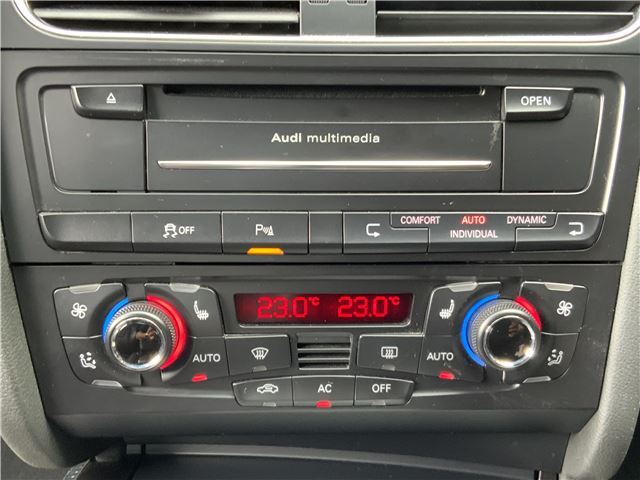 OPEN
Audi multimedia
OFF P COMFORT AUTO DYNAMIC
INDIVIDUAL
23.0°C 23.0°C
AUTO AUTO
AC OFF